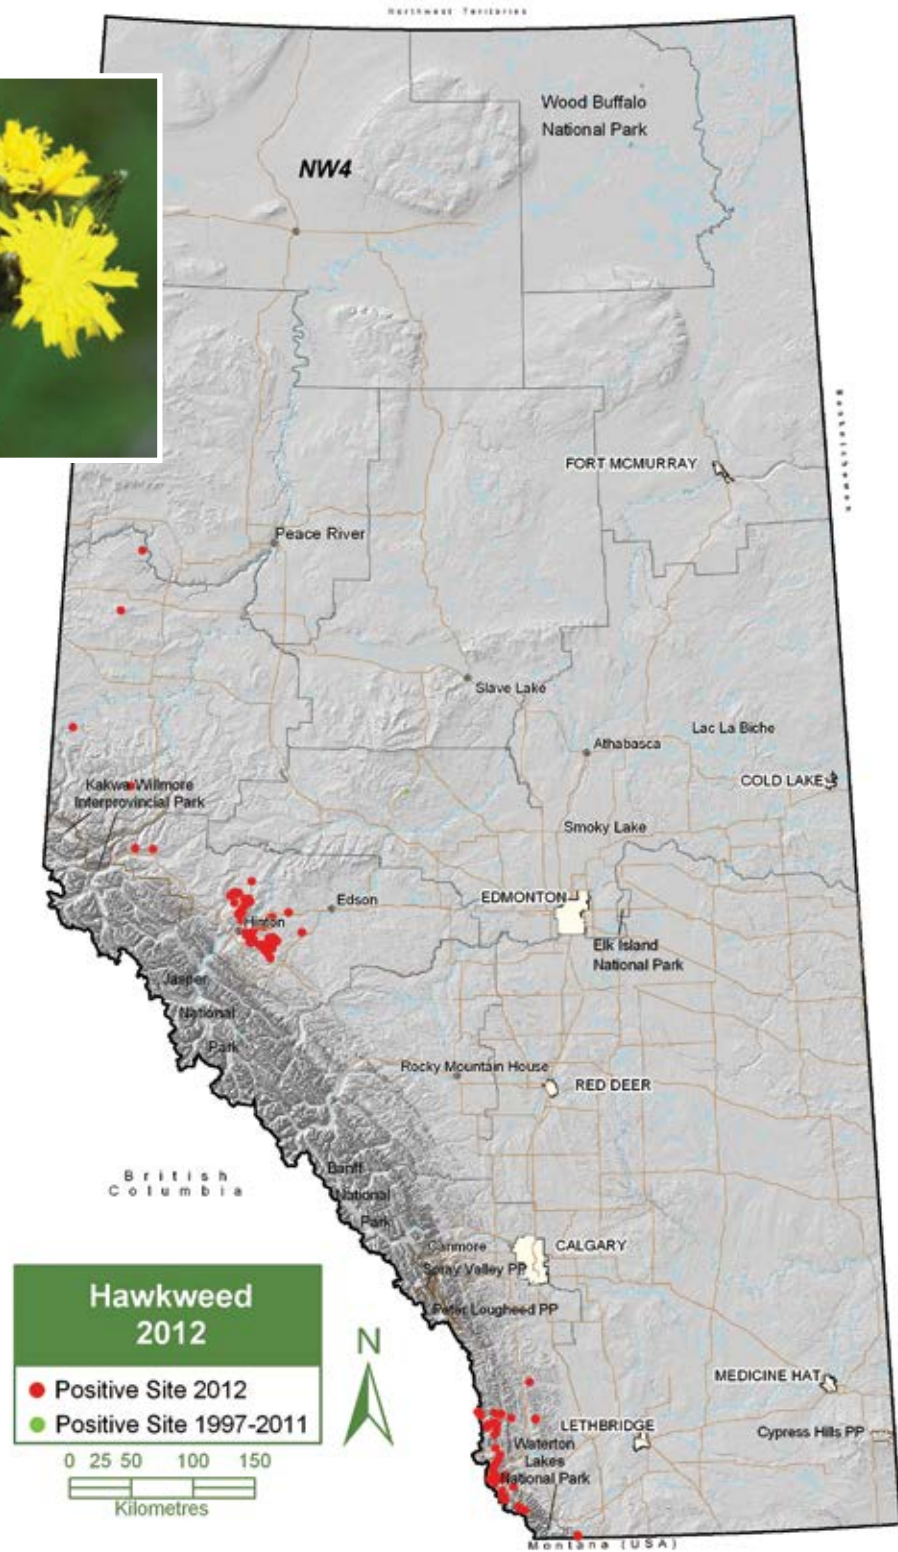 Northwest Territories
Wood Buffalo
National Park
NW4
Saskatchewan
FORT MCMURRAY
Peace River
Slave Lake
Lac La Biche
Athabasca
COLD LAKE
Kakwa-Willmore
Interprovincial Park
Smoky Lake
Edson
EDMONTON
Hinton
Elk Island
National Park
Jasper
National
Park
Rocky Mountain House
RED DEER
British
Columbia
Banff
National
Park
Canmore
CALGARY
Spray Valley PP
Peter Lougheed PP
Hawkweed
2012
N
Positive Site 2012
Positive Site 1997-2011
0 25 50 100 150
Kilometres
MEDICINE HAT
LETHBRIDGE
Cypress Hills PP
Waterton
Lakes
National Park
Montana (USA)